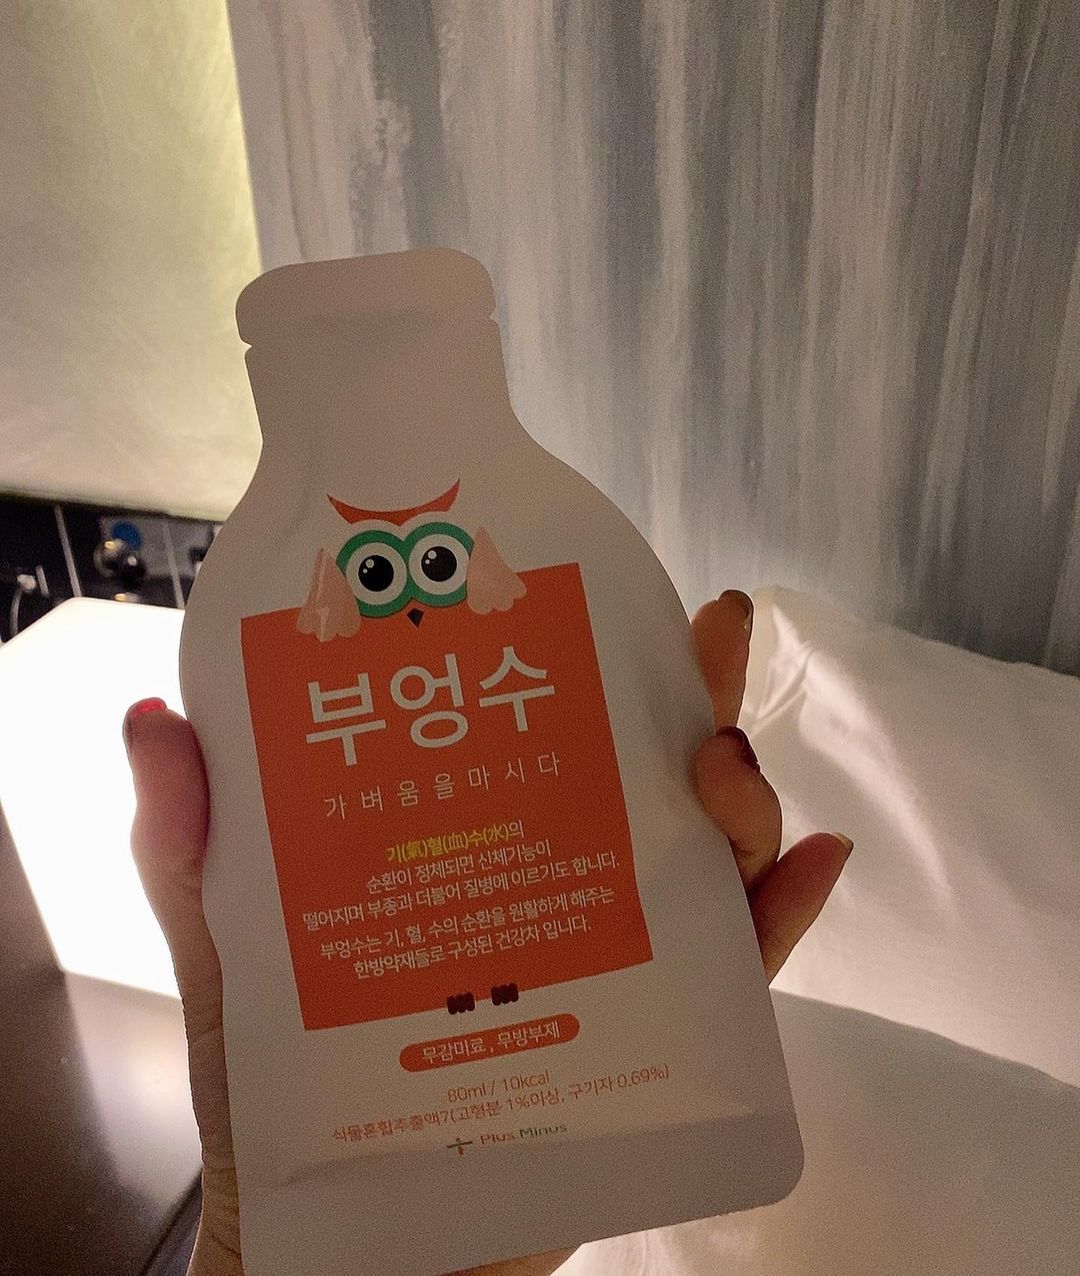 부엉수
가벼움을마시다
기(氣)혈(血)수(水)의
순환이 정체되면 신체기능이
떨어지며 부종과 더불어 질병에 이르기도 합니다.
부엉수는 기, 혈, 수의 순환을 원활하게 해주는
한방약재들로 구성된 건강차 입니다.
무감미료, 무방부제
80ml / 10kcal
식물혼합추출액7(고형분 1%이상, 구기자 0.69%)
Plus Minus